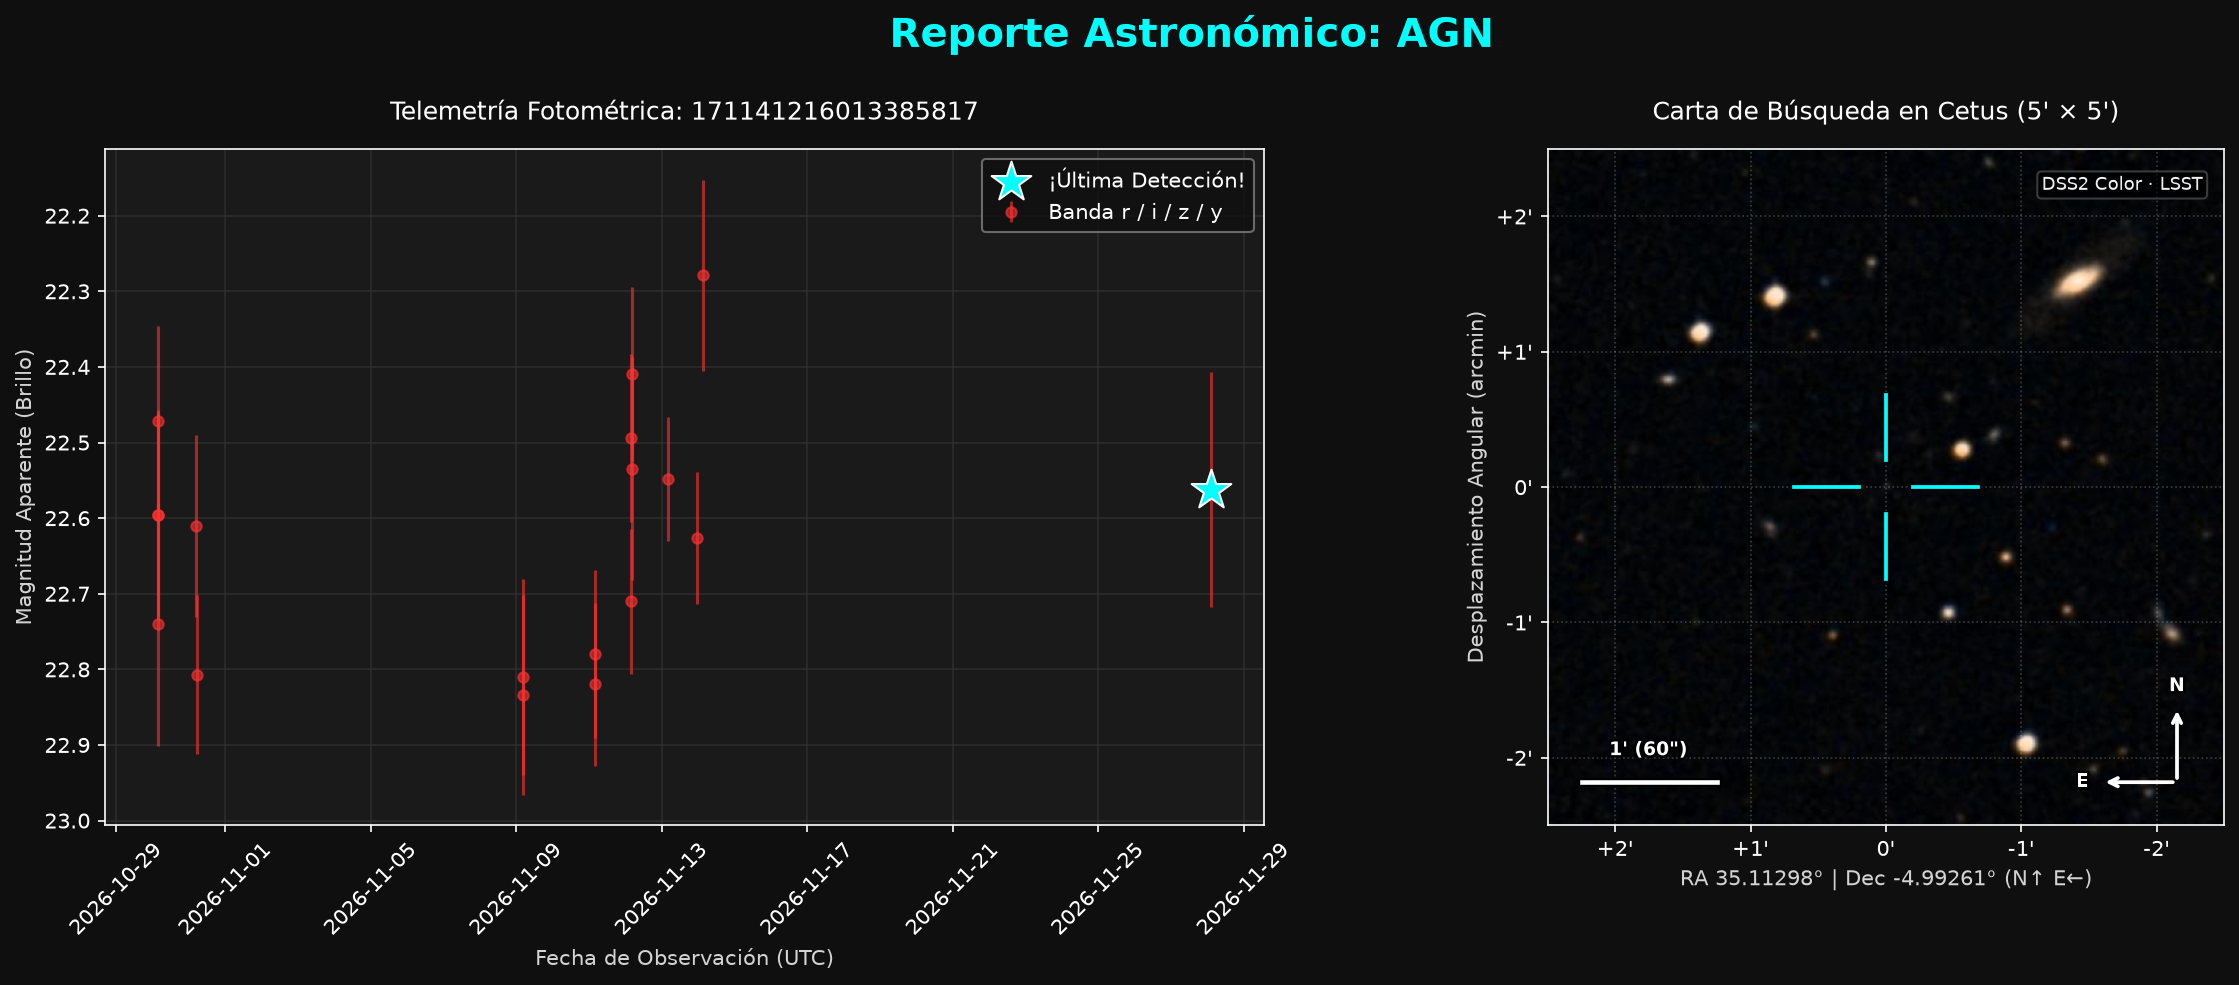 Reporte Astronómico: AGN
Telemetría Fotométrica: 171141216013385817
Magnitud Aparente (Brillo)
22.2
22.3
22.4
22.5
22.6
22.7
22.8
22.9
23.0
¡Última Detección!
Banda r / i / z / y
2026-10-29
2026-11-01
2026-11-05
2026-11-09
2026-11-13
2026-11-17
2026-11-21
2026-11-25
2026-11-29
Fecha de Observación (UTC)
Carta de Búsqueda en Cetus (5' × 5')
Desplazamiento Angular (arcmin)
+2'
+1'
0'
-1'
-2'
DSS2 Color · LSST
N
E
1' (60")
+2'
+1'
0'
-1'
-2'
RA 35.11298° | Dec -4.99261° (N↑ E←)